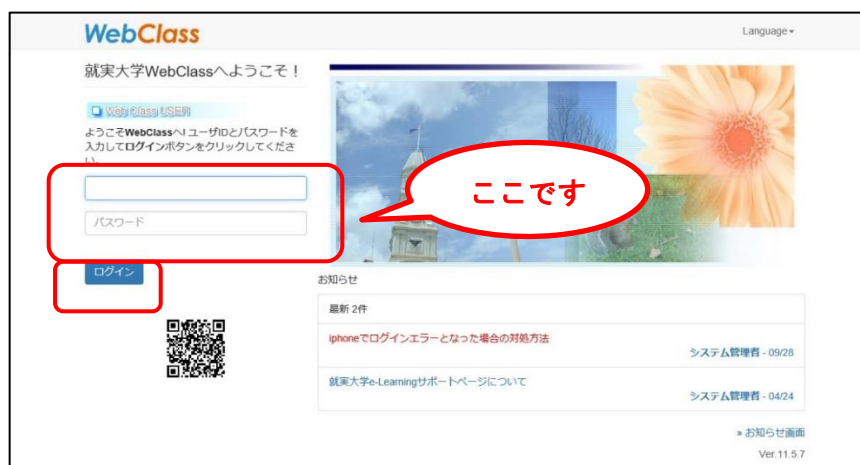 WebClass
Language
就実大学WebClassへようこそ！
Web Class USER
ようこそWebClassへ! ユーザIDとパスワードを
入力してログインボタンをクリックしてくださ
い。
パスワード
ログイン
ここです
お知らせ
最新 2件
iphoneでログインエラーとなった場合の対処方法
システム管理者 - 09/28
就実大学e-Learningサポートページについて
システム管理者 - 04/24
» お知らせ画面
Ver.11.5.7